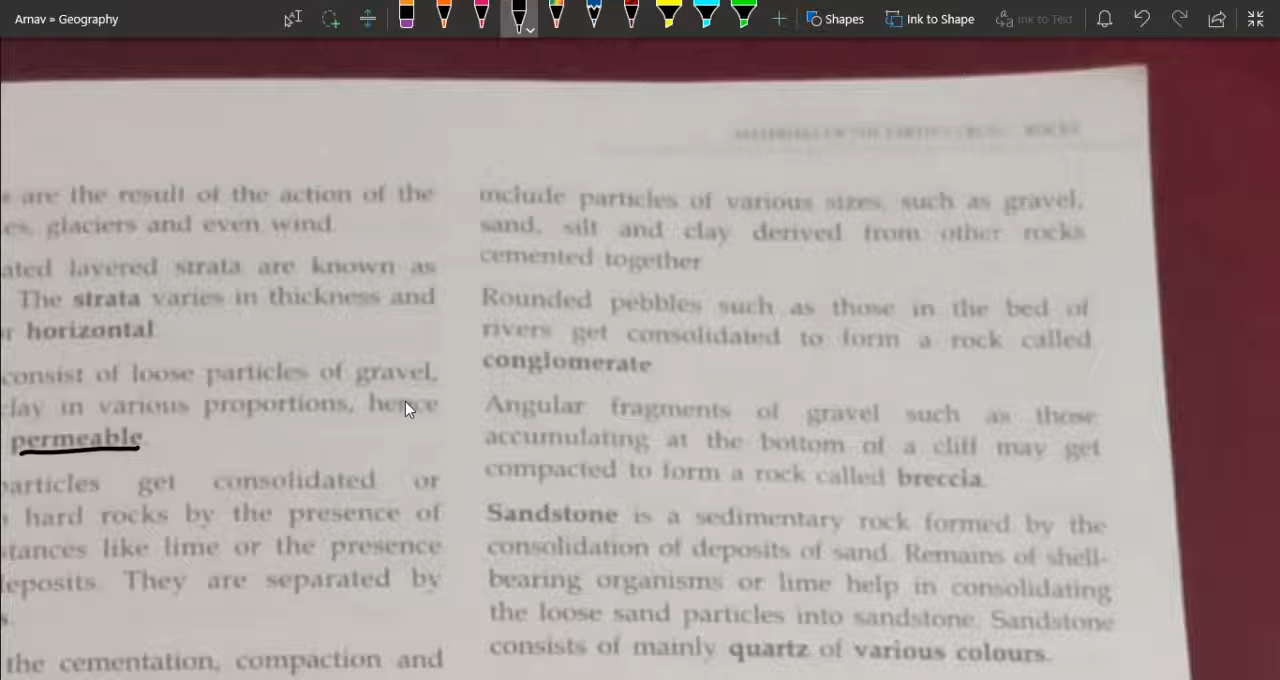 Arnav » Geography
Shapes
Ink to Shape
Ink to Text
ROCKS
are the result of the action of the
es, glaciers and even wind.
ated layered strata are known as
The strata varies in thickness and
r horizontal
consist of loose particles of gravel,
lay in various proportions, hence
permeable.
particles get consolidated or
hard rocks by the presence of
stances like lime or the presence
deposits. They are separated by
s.
the cementation, compaction and
include particles of various sizes, such as gravel,
sand, silt and clay derived from other rocks
cemented together
Rounded pebbles such as those in the bed of
rivers get consolidated to form a rock called
conglomerate
Angular fragments of gravel such as those
accumulating at the bottom of a cliff may get
compacted to form a rock called breccia.
Sandstone is a sedimentary rock formed by the
consolidation of deposits of sand. Remains of shell-
bearing organisms or lime help in consolidating
the loose sand particles into sandstone. Sandstone
consists of mainly quartz of various colours.